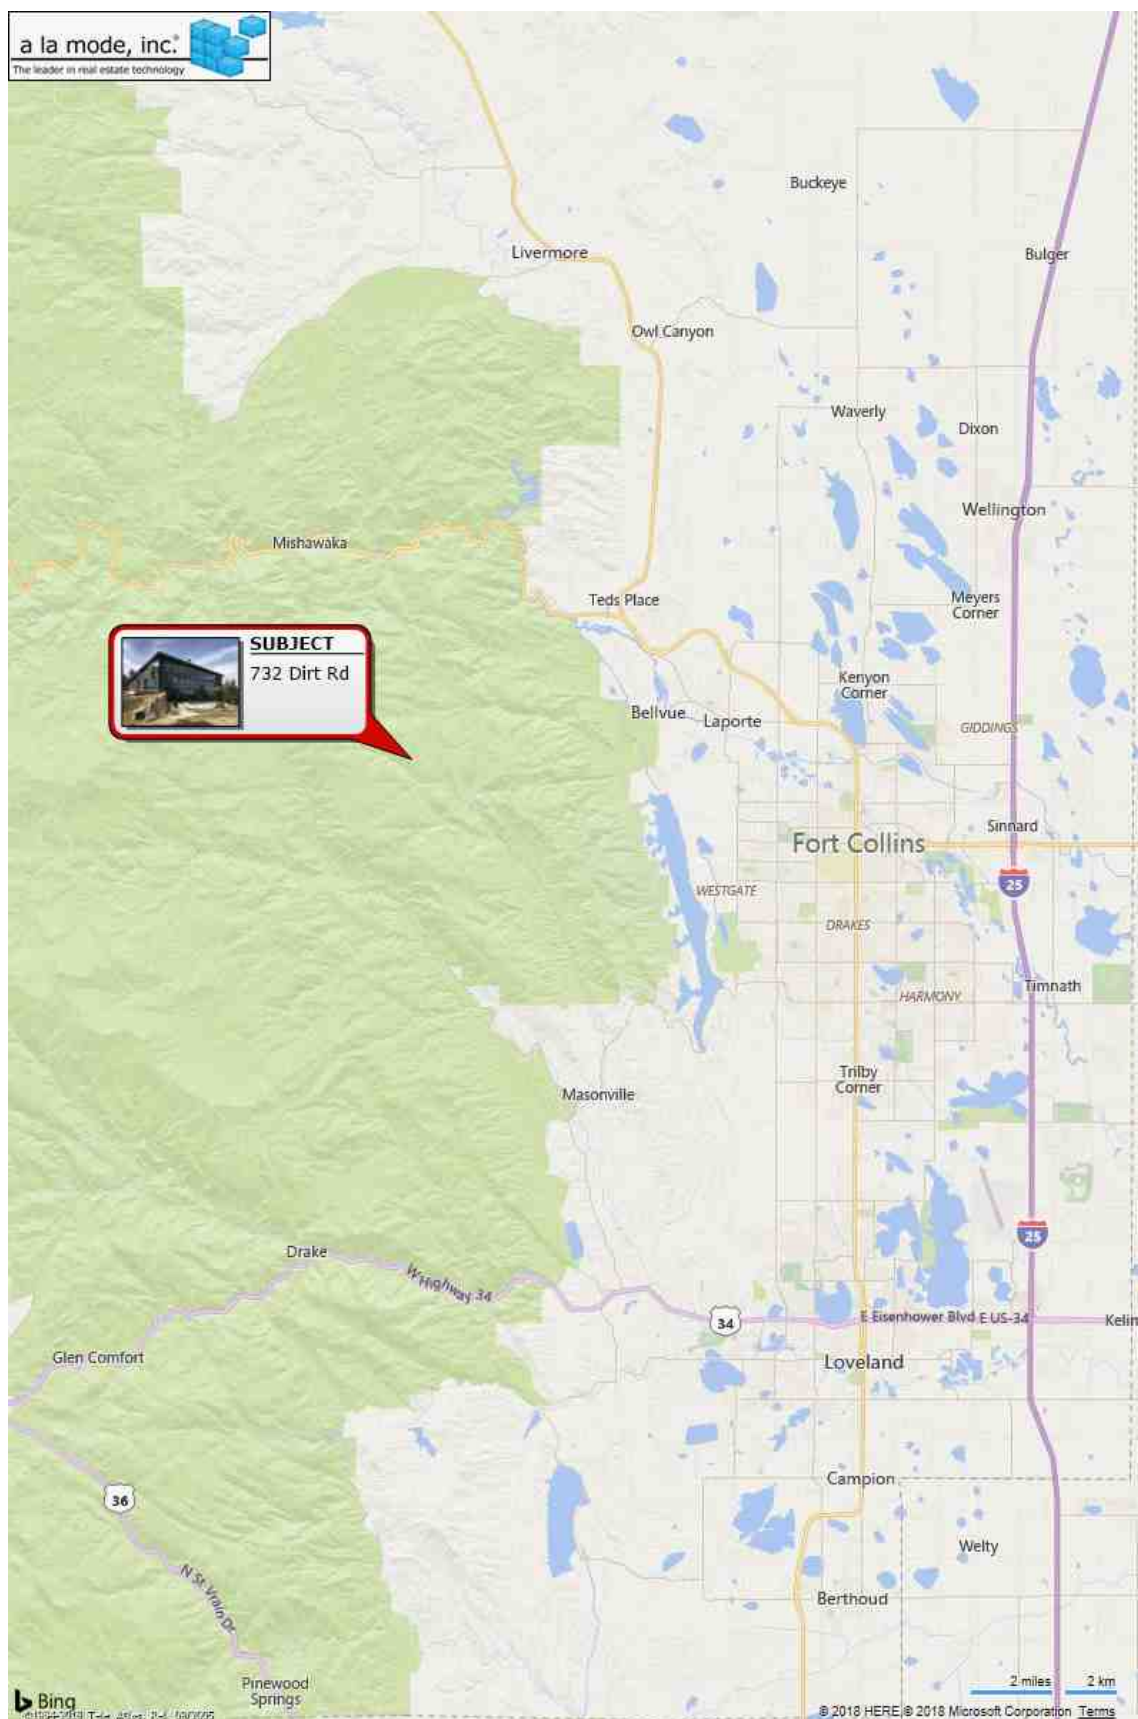 a la mode, inc.®
The leader in real estate technology
Buckeye
Livermore
Bulger
Owl Canyon
Waverly
Dixon
Wellington
Mishawaka
Teds Place
Meyers
Corner
SUBJECT
732 Dirt Rd
Kenyon
Corner
Bellvue
Laporte
GIDDINGS
Sinnard
Fort Collins
25
WESTGATE
DRAKES
Timnath
HARMONY
Trilby
Corner
Masonville
25
Drake
W Highway 34
34
E Eisenhower Blvd
E US-34
Kelim
Glen Comfort
Loveland
Campion
36
Welty
N St Vrain Dr
Berthoud
Pinewood
Springs
2 miles
2 km
Bing
© 2018 HERE, © 2018 Microsoft Corporation Terms